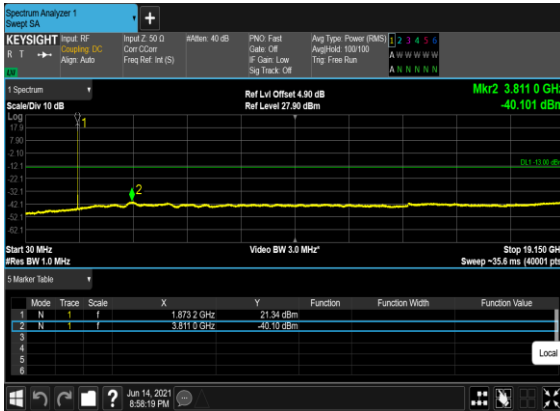 Spectrum Analyzer 1
Swept SA
+
KEYSIGHT Input: RF Input Z: 50 Ω #Atten: 40 dB PNO: Fast Avg Type: Power (RMS) 1 2 3 4 5 6
R T Coupling: DC Corr CCorr Gate: Off Avg|Hold: 100/100 A W W W W W
Align: Auto Freq Ref: Int (S) IF Gain: Low Trig: Free Run
Sig Track: Off A N N N N N
1 Spectrum
Scale/Div 10 dB
Ref Lvl Offset 4.90 dB
Ref Level 27.90 dBm
Mkr2 3.811 0 GHz
-40.101 dBm
Log
17.9
7.90
-2.10
-12.1
-22.1
-32.1
-42.1
-52.1
-62.1
1
2
DL1 -13.00 dBm
Start 30 MHz Video BW 3.0 MHz* Stop 19.150 GH
#Res BW 1.0 MHz Sweep ~35.6 ms (40001 pts
5 Marker Table
Mode Trace Scale X Y Function Function Width Function Value
1 N 1 f 1.873 2 GHz 21.34 dBm
2 N 1 f 3.811 0 GHz -40.10 dBm
3
4
5
6
Local
? Jun 14, 2021
8:58:19 PM